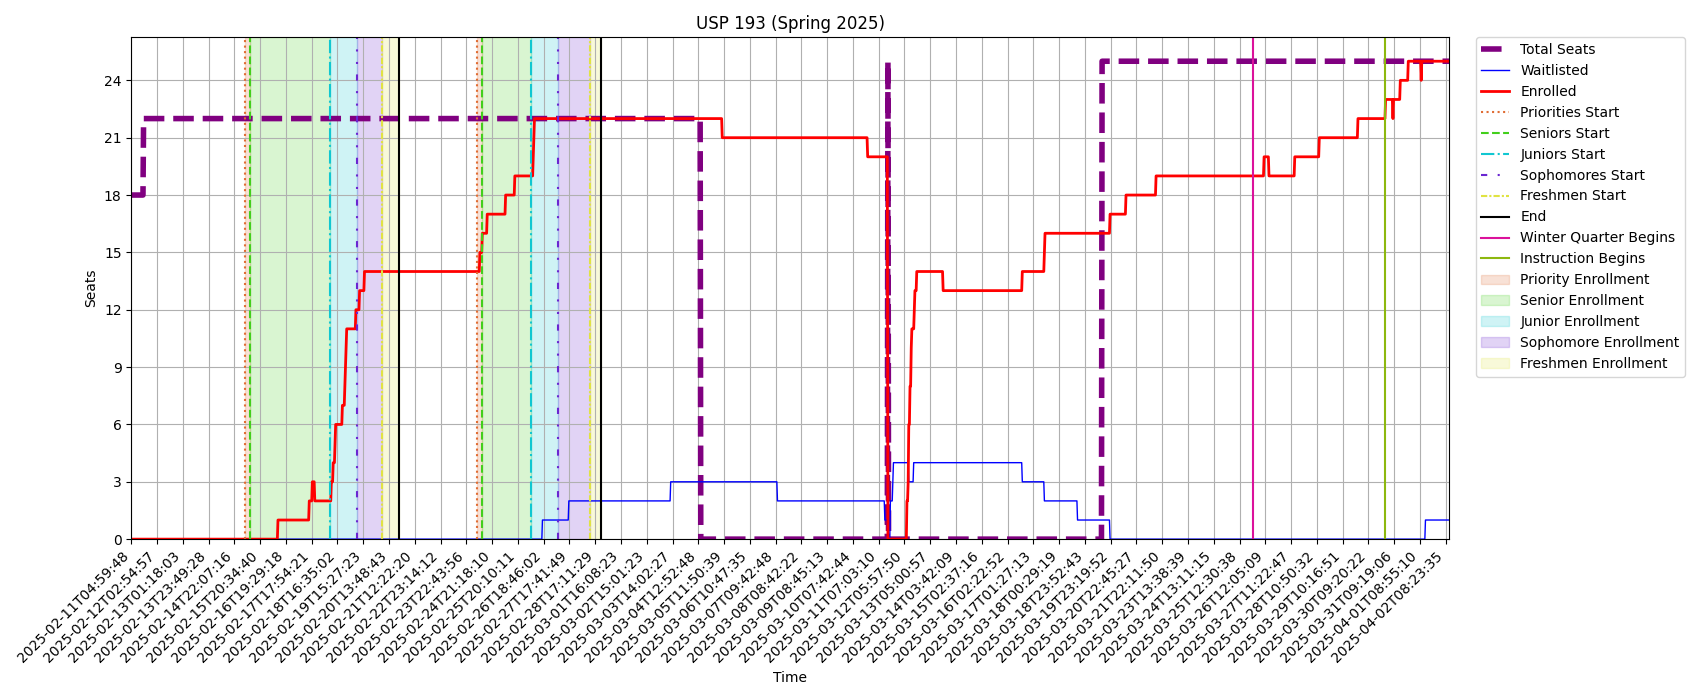 USP 193 (Spring 2025)
Seats
24
21
18
15
12
9
6
3
0
2025-02-11T04:59:48
2025-02-12T02:54:57
2025-02-13T01:18:03
2025-02-13T23:49:28
2025-02-14T22:07:16
2025-02-15T20:34:40
2025-02-16T19:29:18
2025-02-17T17:54:21
2025-02-18T16:35:02
2025-02-19T15:27:23
2025-02-20T13:48:43
2025-02-22T23:14:12
2025-02-23T22:43:56
2025-02-24T21:18:10
2025-02-25T20:10:11
2025-02-26T18:46:02
2025-02-27T17:41:49
2025-02-28T17:11:29
2025-03-01T16:08:23
2025-03-02T15:01:23
2025-03-03T14:02:27
2025-03-04T12:52:48
2025-03-05T11:50:39
2025-03-06T10:47:35
2025-03-07T09:42:48
2025-03-08T08:42:22
2025-03-09T08:45:13
2025-03-10T07:42:44
2025-03-11T07:03:10
2025-03-12T05:57:50
2025-03-13T05:00:57
2025-03-14T03:42:09
2025-03-15T02:37:16
2025-03-16T01:22:52
2025-03-17T01:27:13
2025-03-18T00:29:19
2025-03-18T23:52:43
2025-03-19T23:19:52
2025-03-20T22:45:27
2025-03-21T22:11:50
2025-03-23T13:38:39
2025-03-24T13:11:15
2025-03-25T12:30:38
2025-03-26T12:05:09
2025-03-27T11:22:47
2025-03-28T10:50:32
2025-03-29T10:16:51
2025-03-30T09:20:22
2025-03-31T09:19:06
2025-04-01T08:55:10
2025-04-02T08:23:35
Time
Total Seats
Waitlisted
Enrolled
Priorities Start
Seniors Start
Juniors Start
Sophomores Start
Freshmen Start
End
Winter Quarter Begins
Instruction Begins
Priority Enrollment
Senior Enrollment
Junior Enrollment
Sophomore Enrollment
Freshmen Enrollment